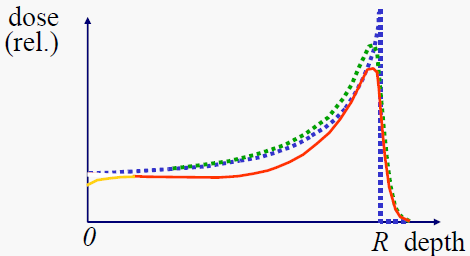 dose
(rel.)
0
R depth